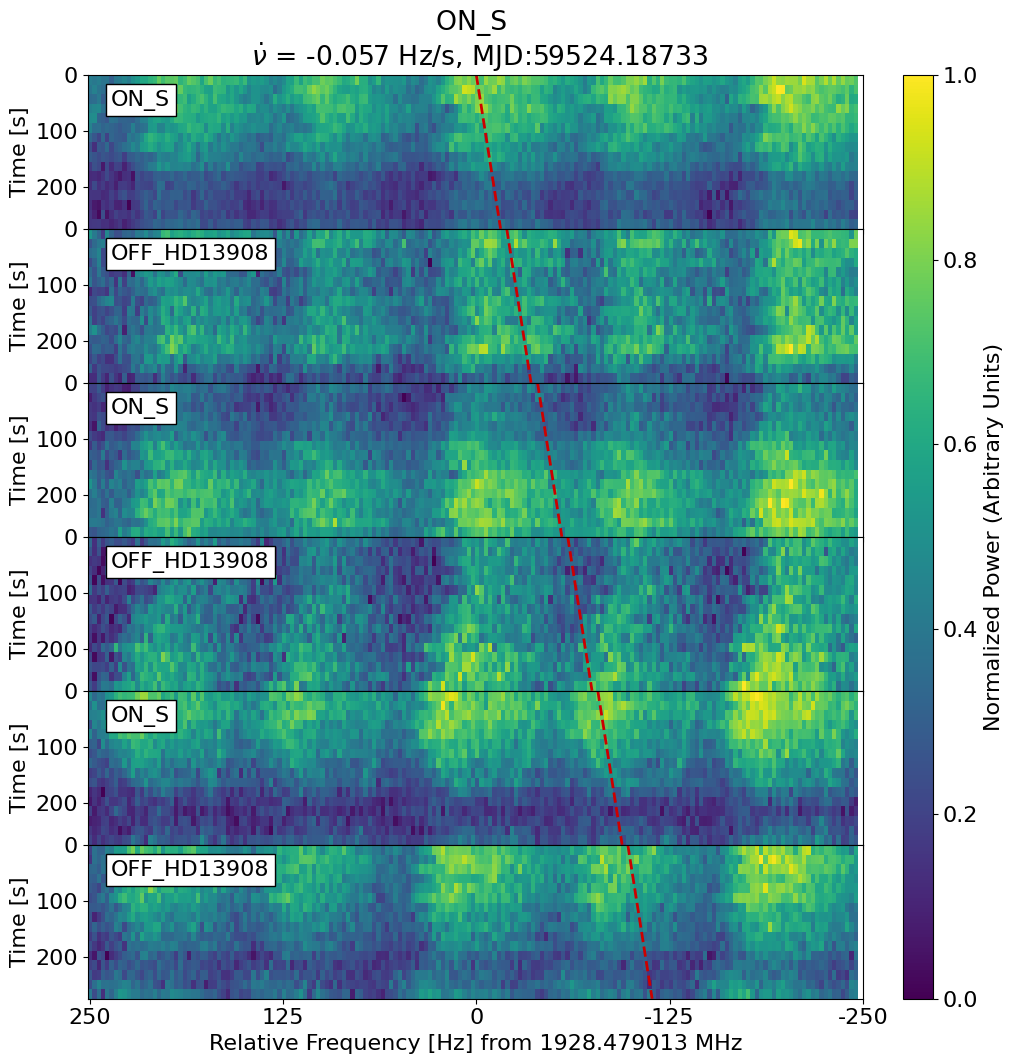 ON_S
ν̇ = -0.057 Hz/s, MJD:59524.18733
0
ON_S
100
200
Time [s]
0
OFF_HD13908
100
200
Time [s]
0
ON_S
100
200
Time [s]
0
OFF_HD13908
100
200
Time [s]
0
ON_S
100
200
Time [s]
0
OFF_HD13908
100
200
Time [s]
250 125 0 -125 -250
Relative Frequency [Hz] from 1928.479013 MHz
1.0
0.8
0.6
0.4
0.2
0.0
Normalized Power (Arbitrary Units)